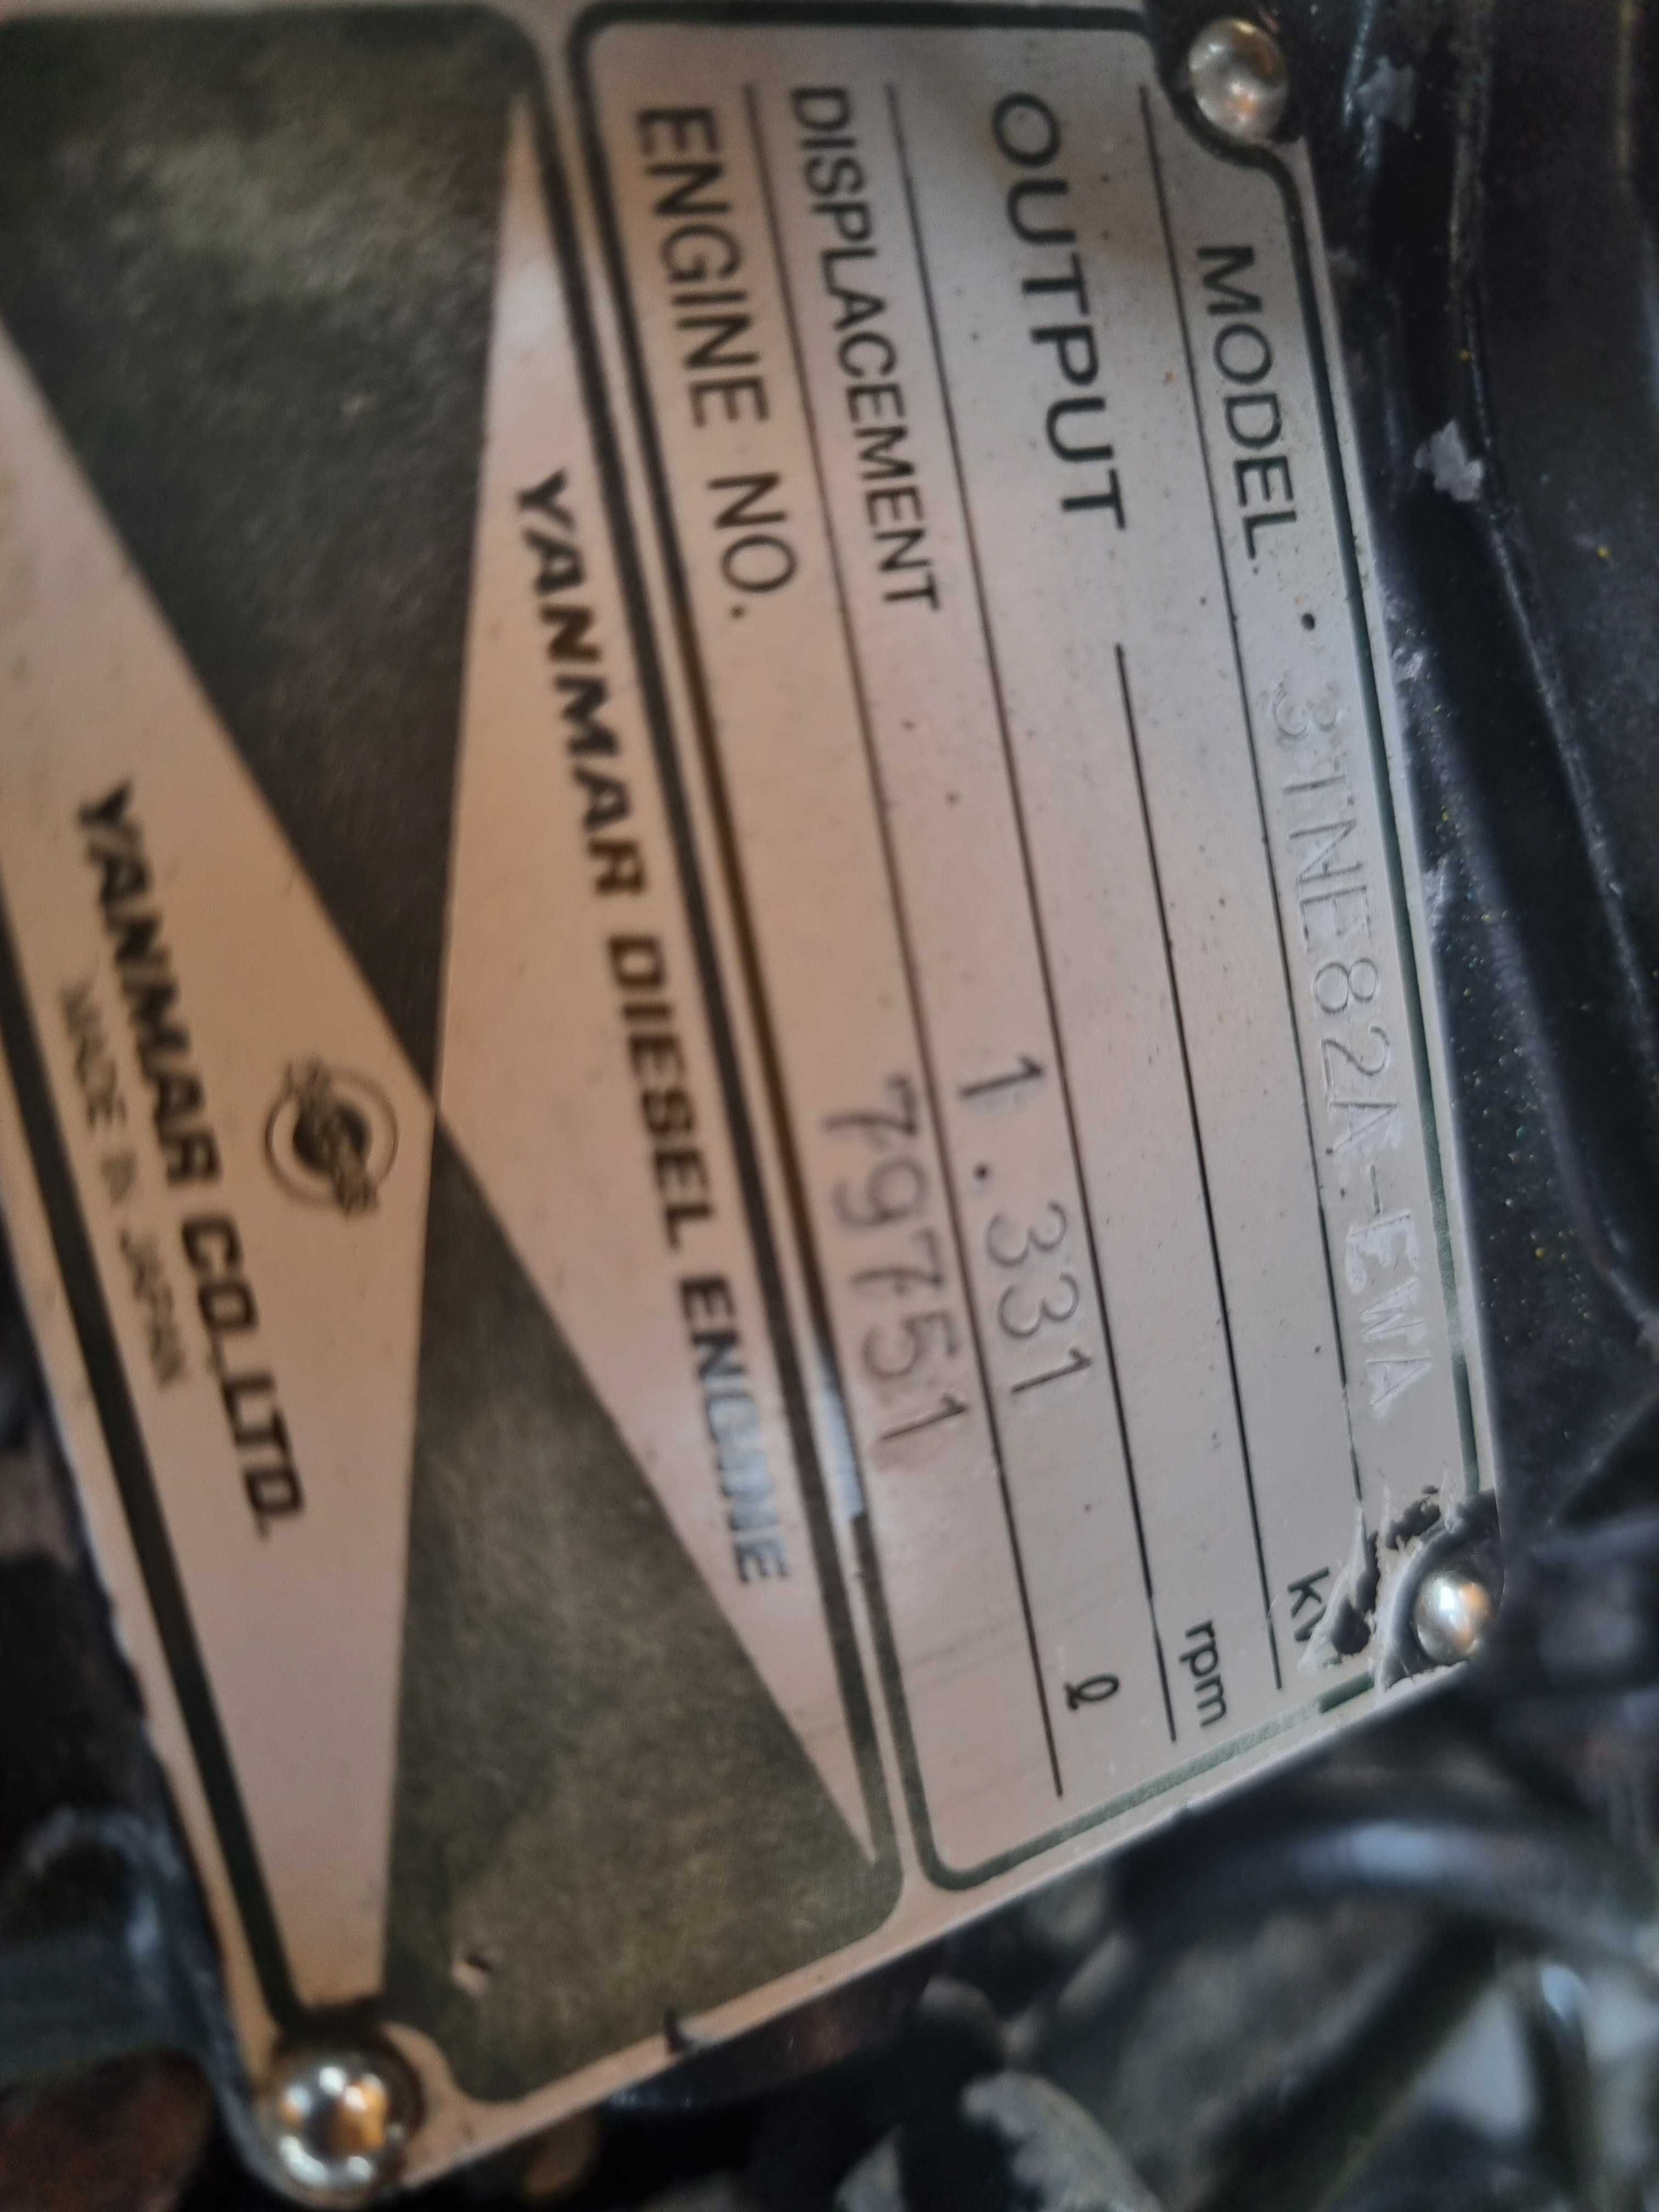 MODEL 3TNE82A-EWA
OUTPUT
rpm
DISPLACEMENT 1.331 ℓ
ENGINE NO. 79751
YANMAR DIESEL ENGINE
YANMAR CO.,LTD.
MADE IN JAPAN